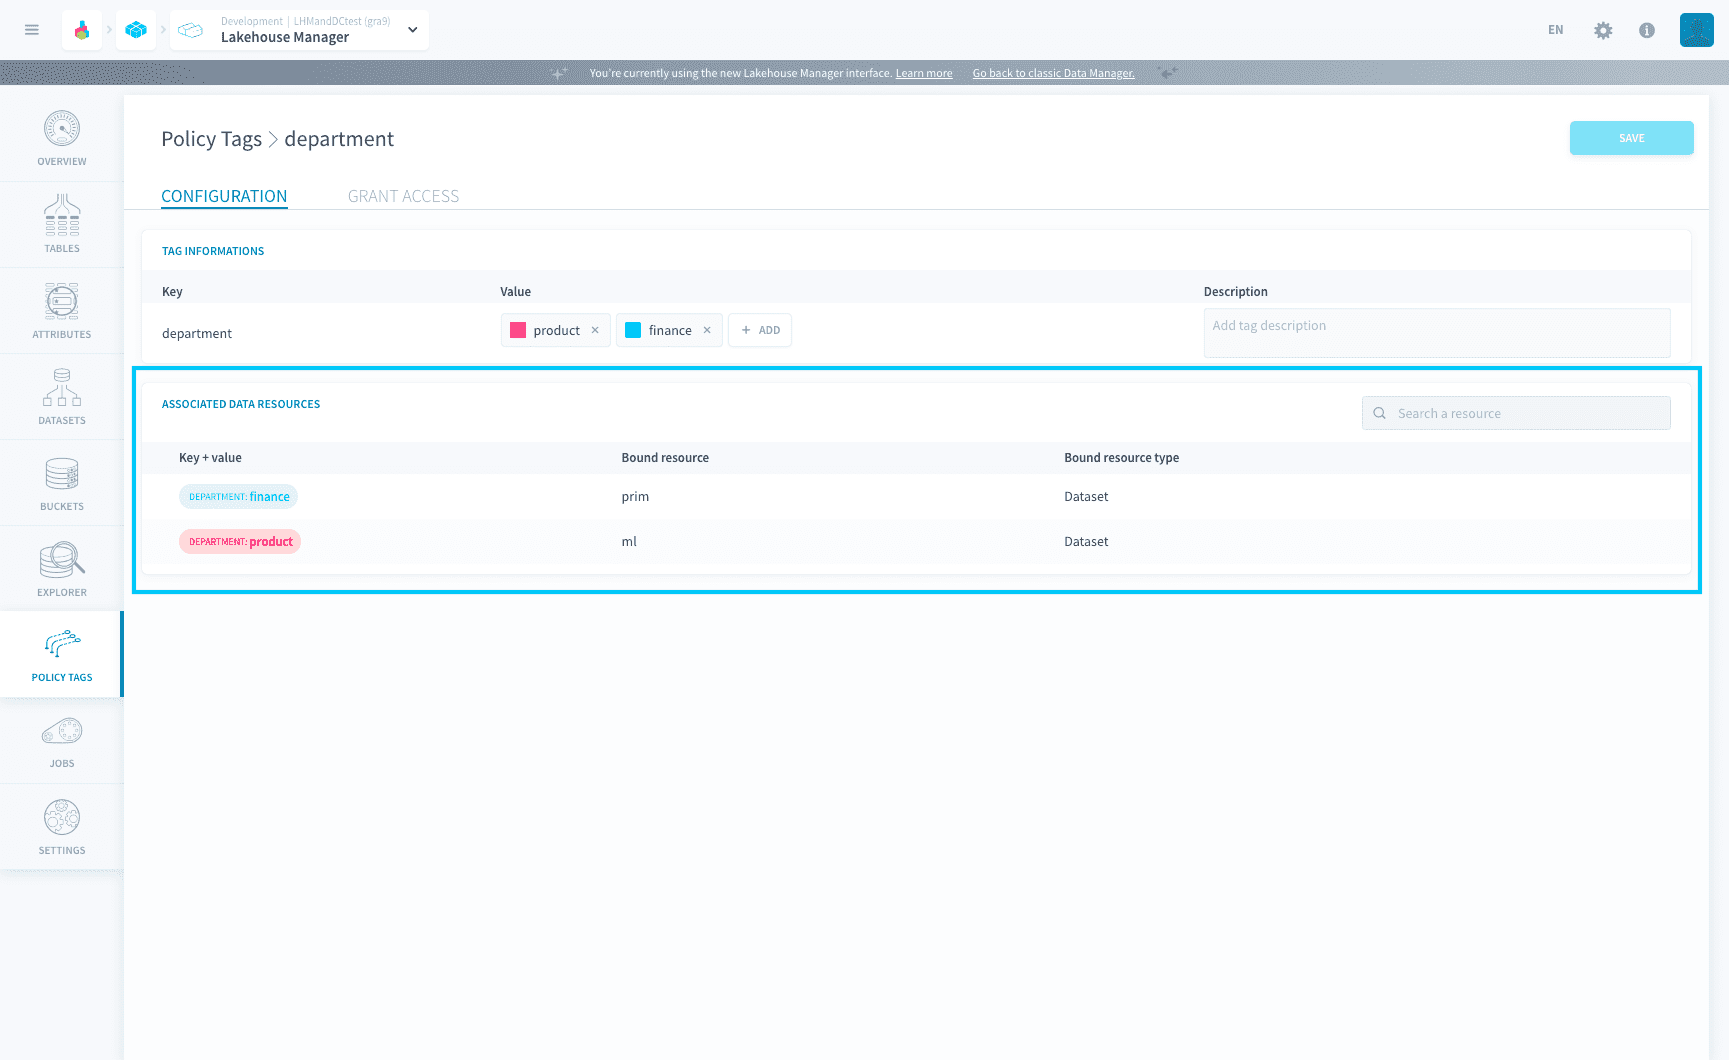 Development | LHMandDCtest (gra9)
Lakehouse Manager
EN
You're currently using the new Lakehouse Manager interface. Learn more Go back to classic Data Manager.
OVERVIEW
TABLES
ATTRIBUTES
DATASETS
BUCKETS
EXPLORER
POLICY TAGS
JOBS
SETTINGS
Policy Tags > department
SAVE
CONFIGURATION GRANT ACCESS
TAG INFORMATIONS
Key Value Description
department product × finance × + ADD Add tag description
ASSOCIATED DATA RESOURCES
Search a resource
Key + value Bound resource Bound resource type
DEPARTMENT: finance prim Dataset
DEPARTMENT: product ml Dataset